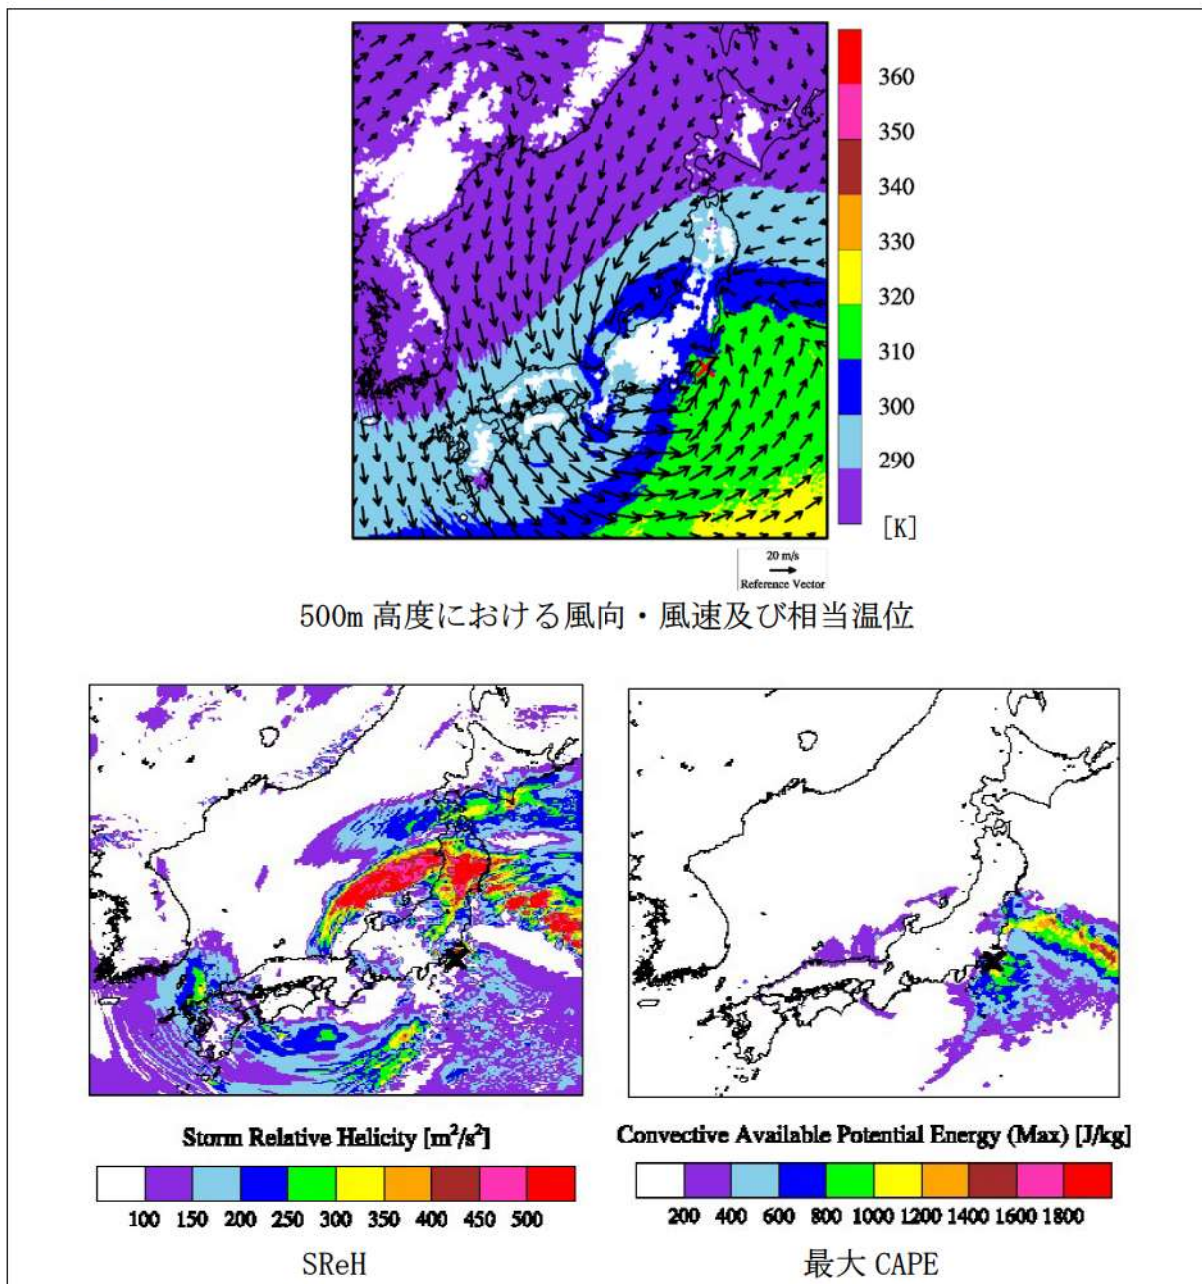 360
350
340
330
320
310
300
290
[K]
20 m/s
Reference Vector
500m 高度における風向・風速及び相当温位
Storm Relative Helicity [m²/s²]
100 150 200 250 300 350 400 450 500
SReH
Convective Available Potential Energy (Max) [J/kg]
200 400 600 800 1000 1200 1400 1600 1800
最大 CAPE